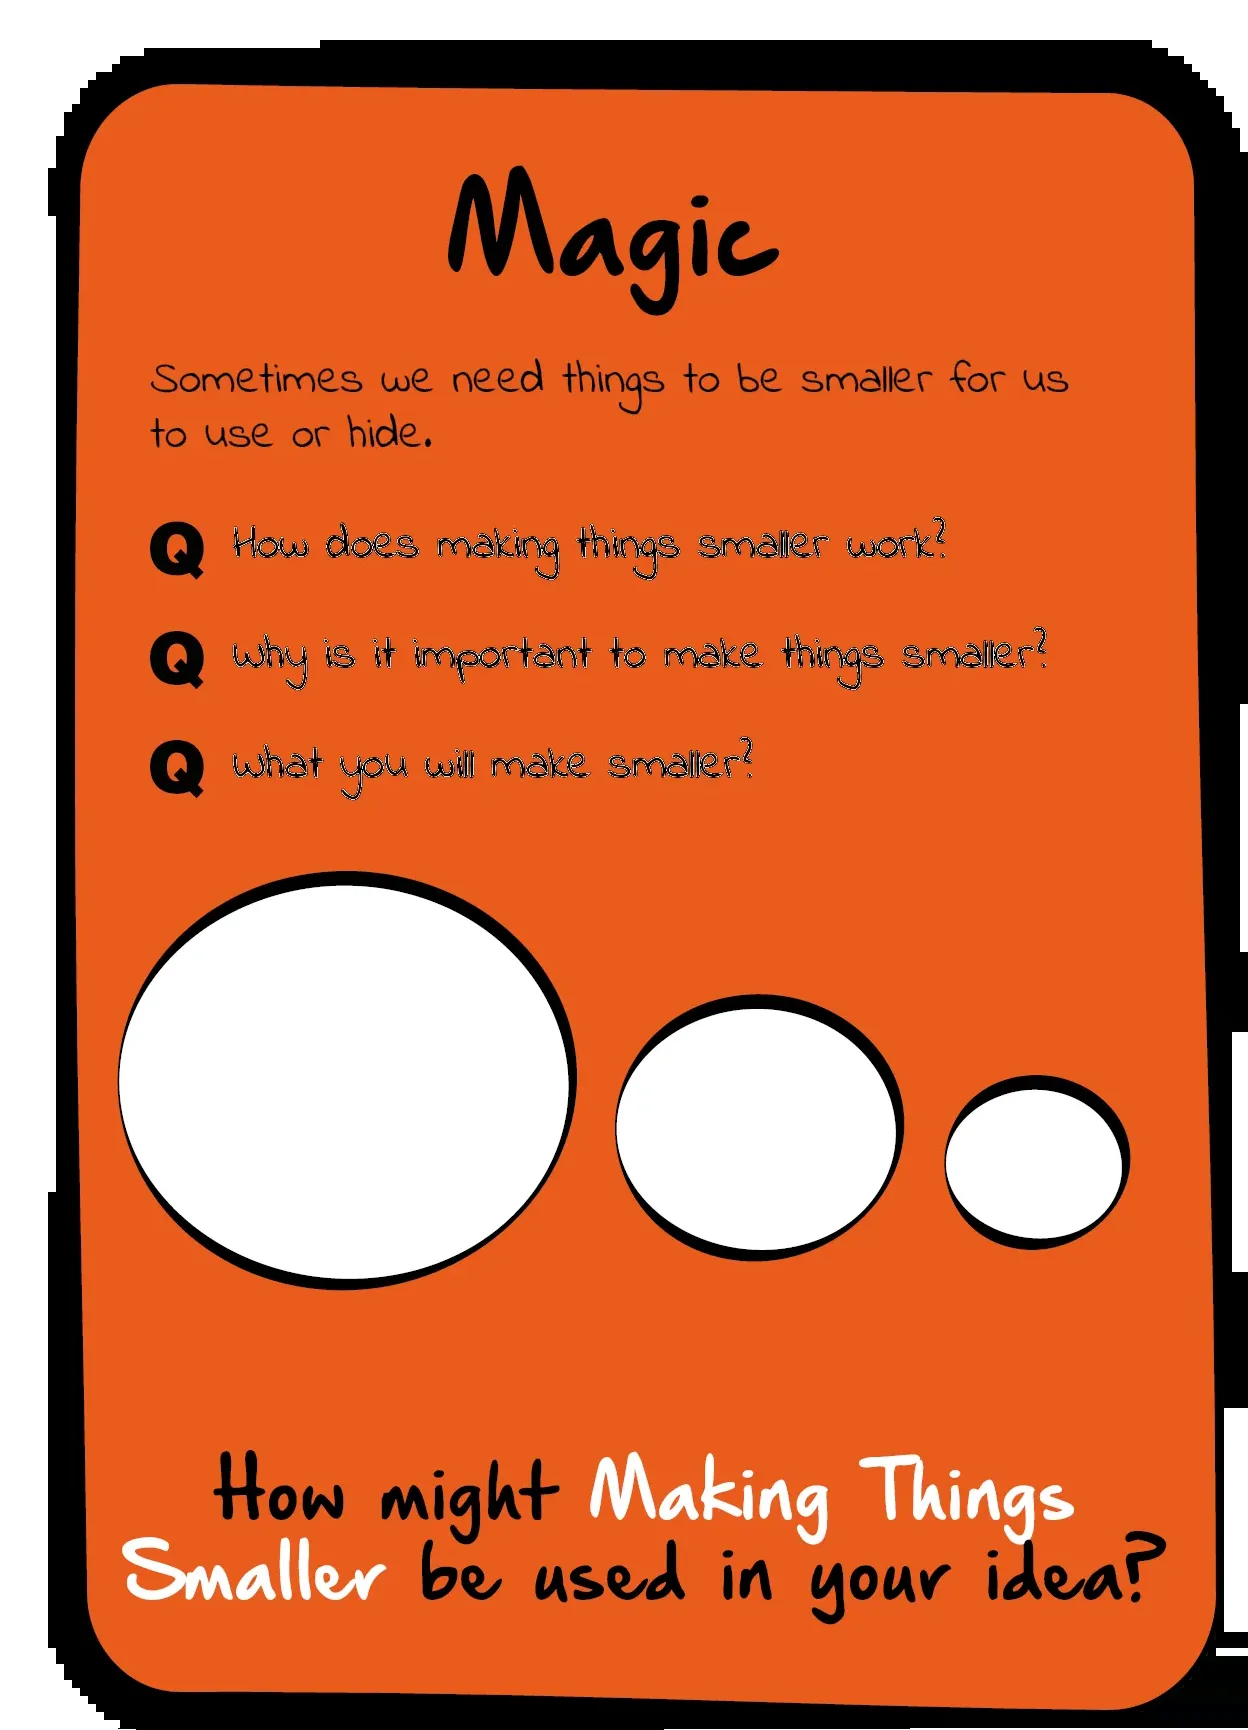 Magic
Sometimes we need things to be smaller for us
to use or hide.
Q How does making things smaller work?
Q Why is it important to make things smaller?
Q What you will make smaller?
How might Making Things
Smaller be used in your idea?